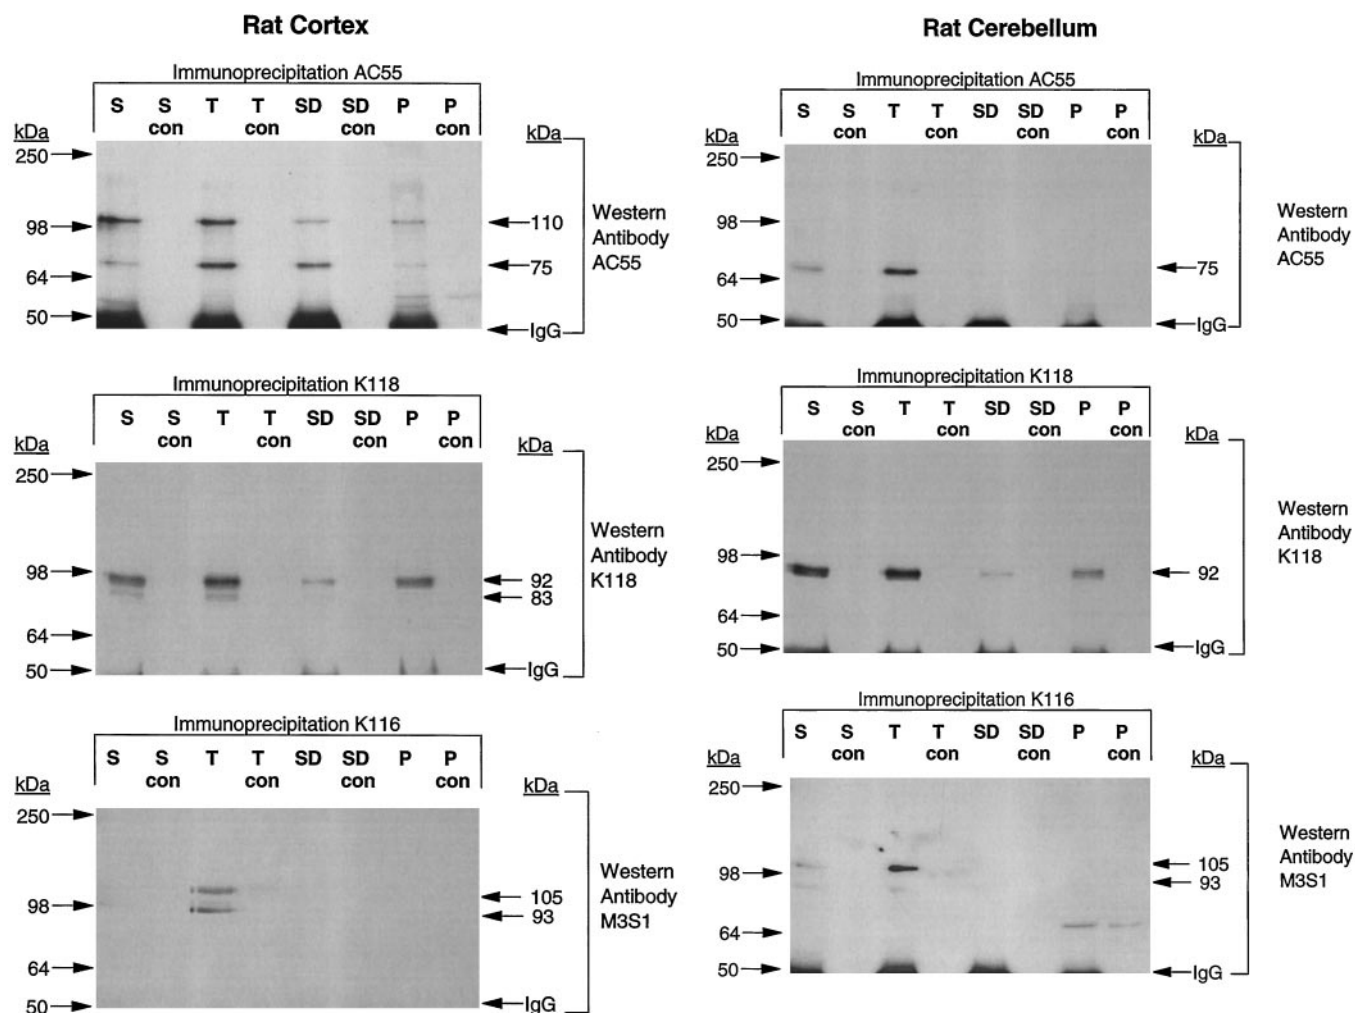 Rat Cortex
Immunoprecipitation AC55
S S con T T con SD SD con P P con
kDa kDa
250
98
64
50
110
75
IgG
Western
Antibody
AC55
Immunoprecipitation K118
S S con T T con SD SD con P P con
kDa kDa
250
98
64
50
92
83
IgG
Western
Antibody
K118
Immunoprecipitation K116
S S con T T con SD SD con P P con
kDa kDa
250
98
64
50
105
93
IgG
Western
Antibody
M3S1
Rat Cerebellum
Immunoprecipitation AC55
S S con T T con SD SD con P P con
kDa kDa
250
98
64
50
75
IgG
Western
Antibody
AC55
Immunoprecipitation K118
S S con T T con SD SD con P P con
kDa kDa
250
98
64
50
92
IgG
Western
Antibody
K118
Immunoprecipitation K116
S S con T T con SD SD con P P con
kDa kDa
250
98
64
50
105
93
IgG
Western
Antibody
M3S1